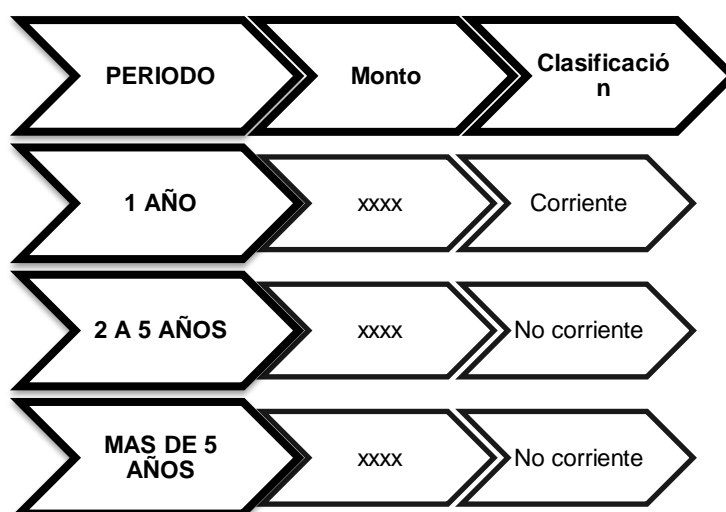 PERIODO
Monto
Clasificació
n
1 AÑO
xxxx
Corriente
2 A 5 AÑOS
xxxx
No corriente
MAS DE 5
AÑOS
xxxx
No corriente